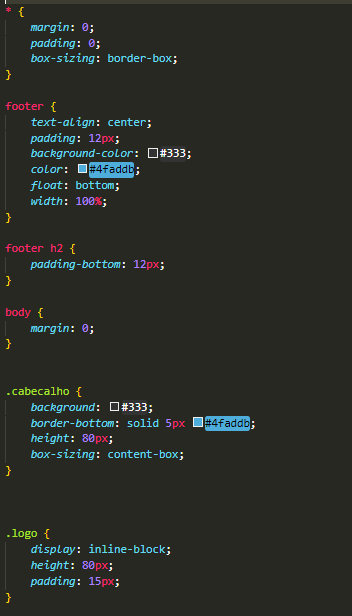 * {
margin: 0;
padding: 0;
box-sizing: border-box;
}
footer {
text-align: center;
padding: 12px;
background-color: #333;
color: #4faddb;
float: bottom;
width: 100%;
}
footer h2 {
padding-bottom: 12px;
}
body {
margin: 0;
}
.cabecalho {
background: #333;
border-bottom: solid 5px #4faddb;
height: 80px;
box-sizing: content-box;
}
.logo {
display: inline-block;
height: 80px;
padding: 15px;
}